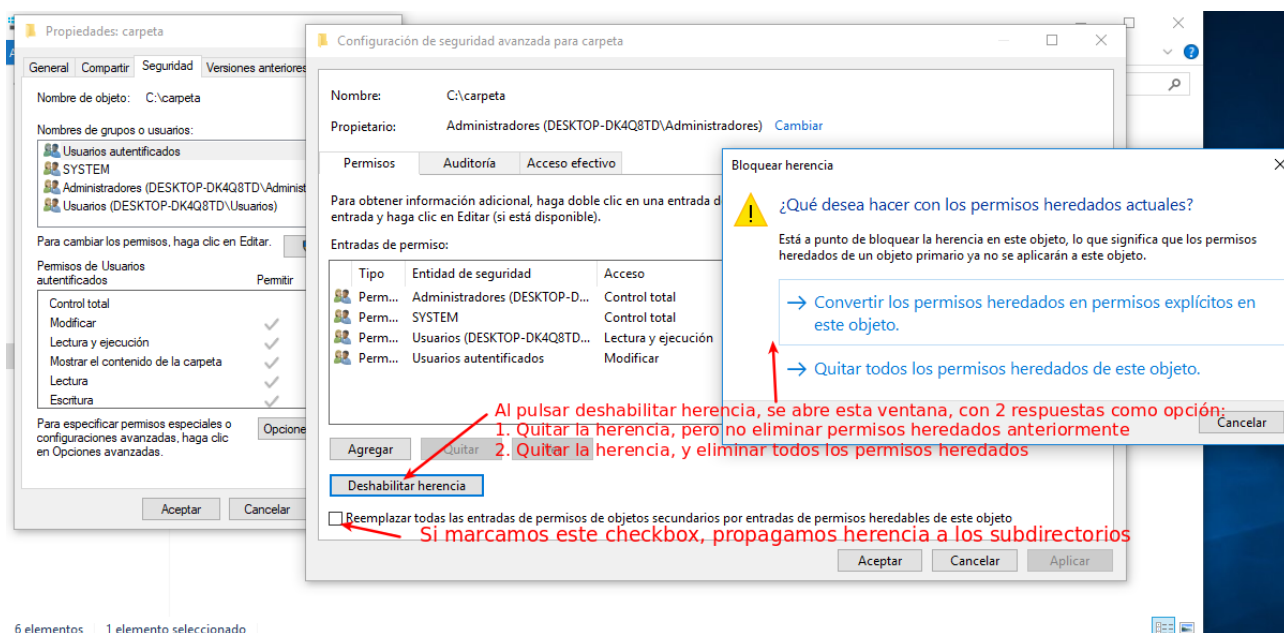 Propiedades: carpeta
General Compartir Seguridad Versiones anteriores
Nombre de objeto: C:\carpeta
Nombres de grupos o usuarios:
Usuarios autentificados
SYSTEM
Administradores (DESKTOP-DK4Q8TD\Administ
Usuarios (DESKTOP-DK4Q8TD\Usuarios)
Para cambiar los permisos, haga clic en Editar.
Permisos de Usuarios
autentificados Permitir
Control total
Modificar
Lectura y ejecución
Mostrar el contenido de la carpeta
Lectura
Escritura
Para especificar permisos especiales o
configuraciones avanzadas, haga clic
en Opciones avanzadas.
Opcione
Aceptar Cancelar
Configuración de seguridad avanzada para carpeta
Nombre: C:\carpeta
Propietario: Administradores (DESKTOP-DK4Q8TD\Administradores) Cambiar
Permisos Auditoría Acceso efectivo
Para obtener información adicional, haga doble clic en una entrada d
entrada y haga clic en Editar (si está disponible).
Entradas de permiso:
Tipo Entidad de seguridad Acceso
Perm... Administradores (DESKTOP-D... Control total
Perm... SYSTEM Control total
Perm... Usuarios (DESKTOP-DK4Q8TD... Lectura y ejecución
Perm... Usuarios autentificados Modificar
Agregar Quitar
Deshabilitar herencia
Reemplazar todas las entradas de permisos de objetos secundarios por entradas de permisos heredables de este objeto
Aceptar Cancelar Aplicar
Bloquear herencia
¿Qué desea hacer con los permisos heredados actuales?
Está a punto de bloquear la herencia en este objeto, lo que significa que los permisos
heredados de un objeto primario ya no se aplicarán a este objeto.
Convertir los permisos heredados en permisos explícitos en
este objeto.
Quitar todos los permisos heredados de este objeto.
Cancelar
Al pulsar deshabilitar herencia, se abre esta ventana, con 2 respuestas como opción:
1. Quitar la herencia, pero no eliminar permisos heredados anteriormente
2. Quitar la herencia, y eliminar todos los permisos heredados
Si marcamos este checkbox, propagamos herencia a los subdirectorios
6 elementos 1 elemento seleccionado